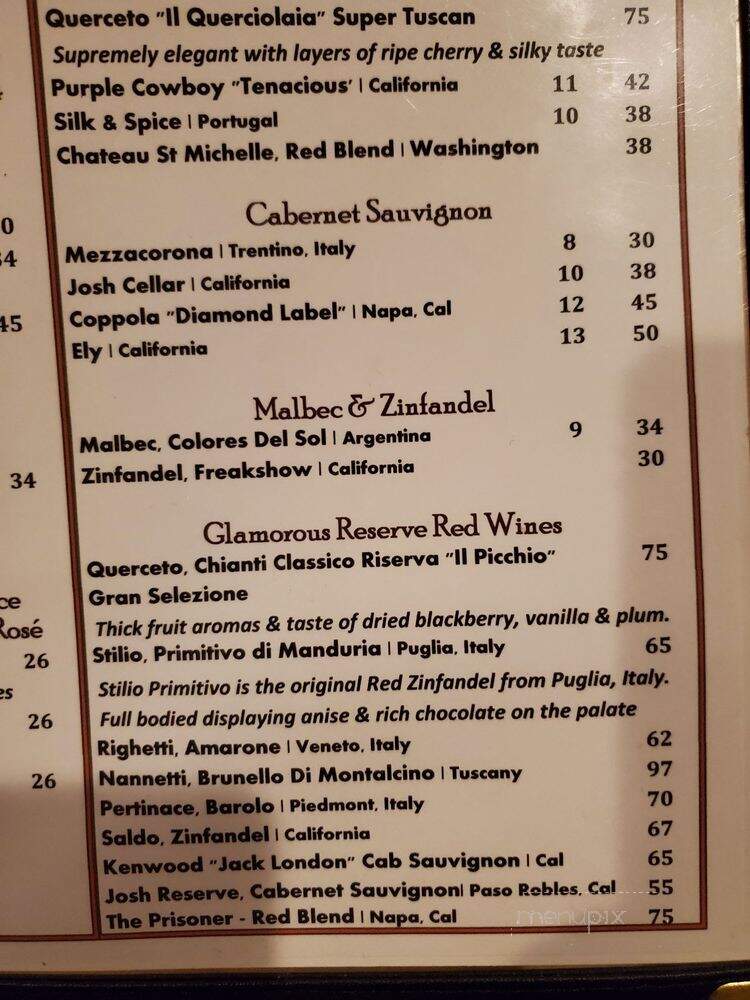 Querceto "Il Querciolaia" Super Tuscan 75
Supremely elegant with layers of ripe cherry & silky taste
Purple Cowboy "Tenacious' | California 11 42
Silk & Spice | Portugal 10 38
Chateau St Michelle, Red Blend | Washington 38
Cabernet Sauvignon
Mezzacorona | Trentino, Italy 8 30
Josh Cellar | California 10 38
Coppola "Diamond Label" | Napa, Cal 12 45
Ely | California 13 50
Malbec & Zinfandel
Malbec, Colores Del Sol | Argentina 9 34
Zinfandel, Freakshow | California 30
Glamorous Reserve Red Wines
Querceto, Chianti Classico Riserva "Il Picchio" 75
Gran Selezione
Thick fruit aromas & taste of dried blackberry, vanilla & plum.
Stilio, Primitivo di Manduria | Puglia, Italy 65
Stilio Primitivo is the original Red Zinfandel from Puglia, Italy.
Full bodied displaying anise & rich chocolate on the palate
Righetti, Amarone | Veneto, Italy 62
Nannetti, Brunello Di Montalcino | Tuscany 97
Pertinace, Barolo | Piedmont, Italy 70
Saldo, Zinfandel | California 67
Kenwood "Jack London" Cab Sauvignon | Cal 65
Josh Reserve, Cabernet Sauvignon| Paso Robles, Cal 55
The Prisoner - Red Blend | Napa, Cal 75
menupix
45
34
Rosé
26
26
26